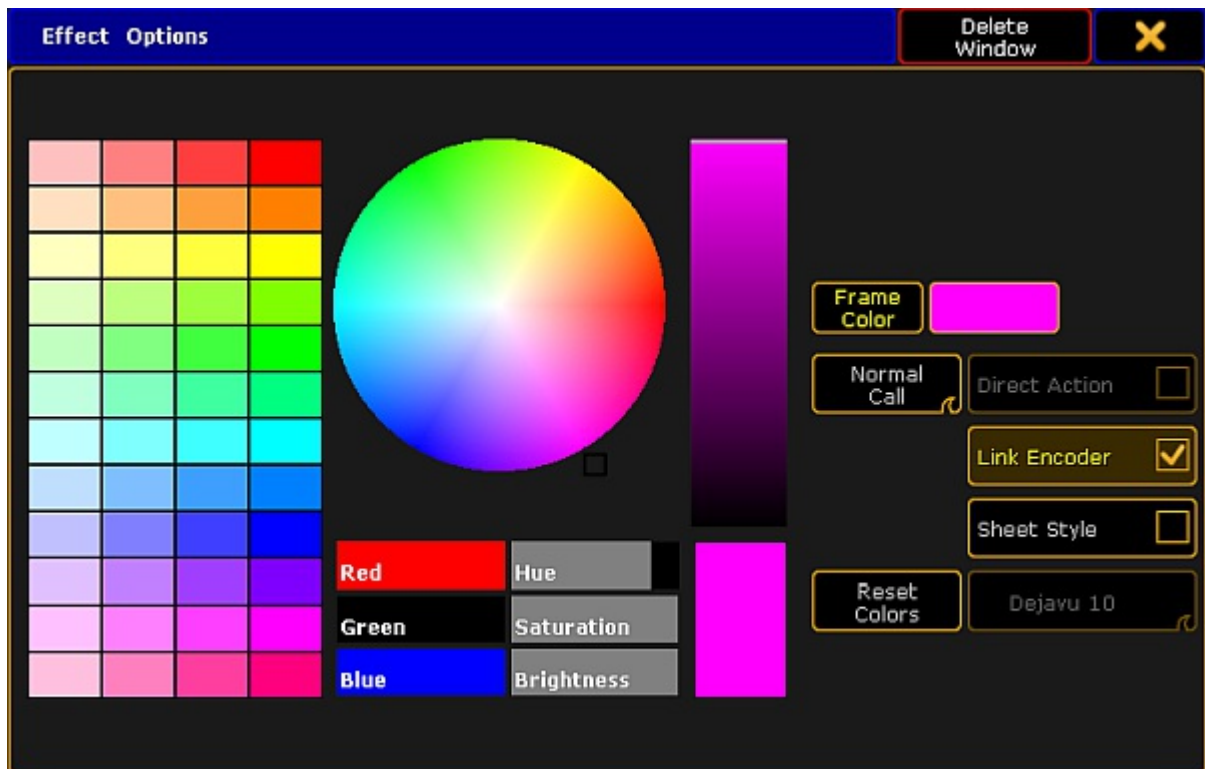 Effect Options
Delete
Window
Frame
Color
Normal
Call
Direct Action
Link Encoder
Sheet Style
Red
Hue
Green
Saturation
Blue
Brightness
Reset
Colors
Dejavu 10